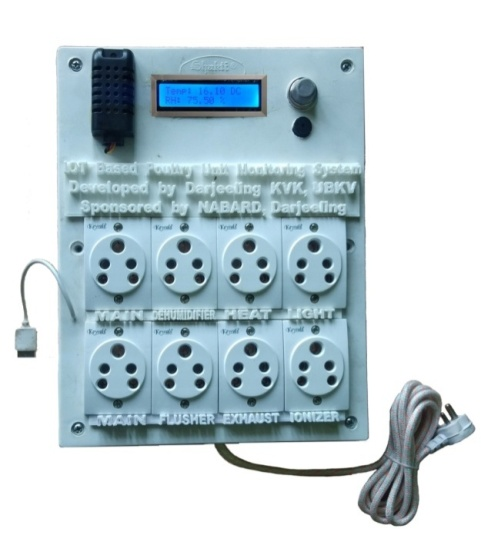 Temp: 16.10 DC
RH: 75.50 %
IOT Based Poultry Unit Monitoring System
Developed by Darjeeling KVK, UBKV
Sponsored by NABARD, Darjeeling
MAIN DEHUMIDIFIER HEAT LIGHT
MAIN FLUSHER EXHAUST IONIZER